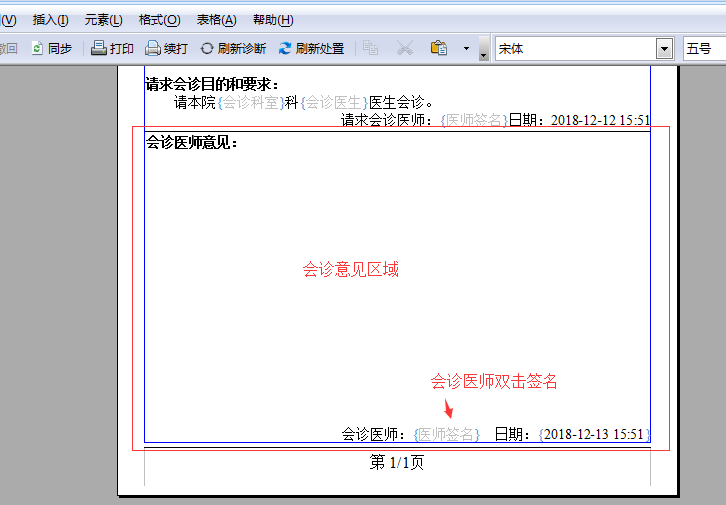 (V) 插入(I) 元素(L) 格式(O) 表格(A) 帮助(H)
撤回 同步 打印 续打 刷新诊断 刷新处置 宋体 五号
请求会诊目的和要求：
请本院{会诊科室}科{会诊医生}医生会诊。
请求会诊医师：{医师签名}日期：2018-12-12 15:51
会诊医师意见：
会诊意见区域
会诊医师双击签名
会诊医师：{医师签名} 日期：{2018-12-13 15:51}
第 1/1页